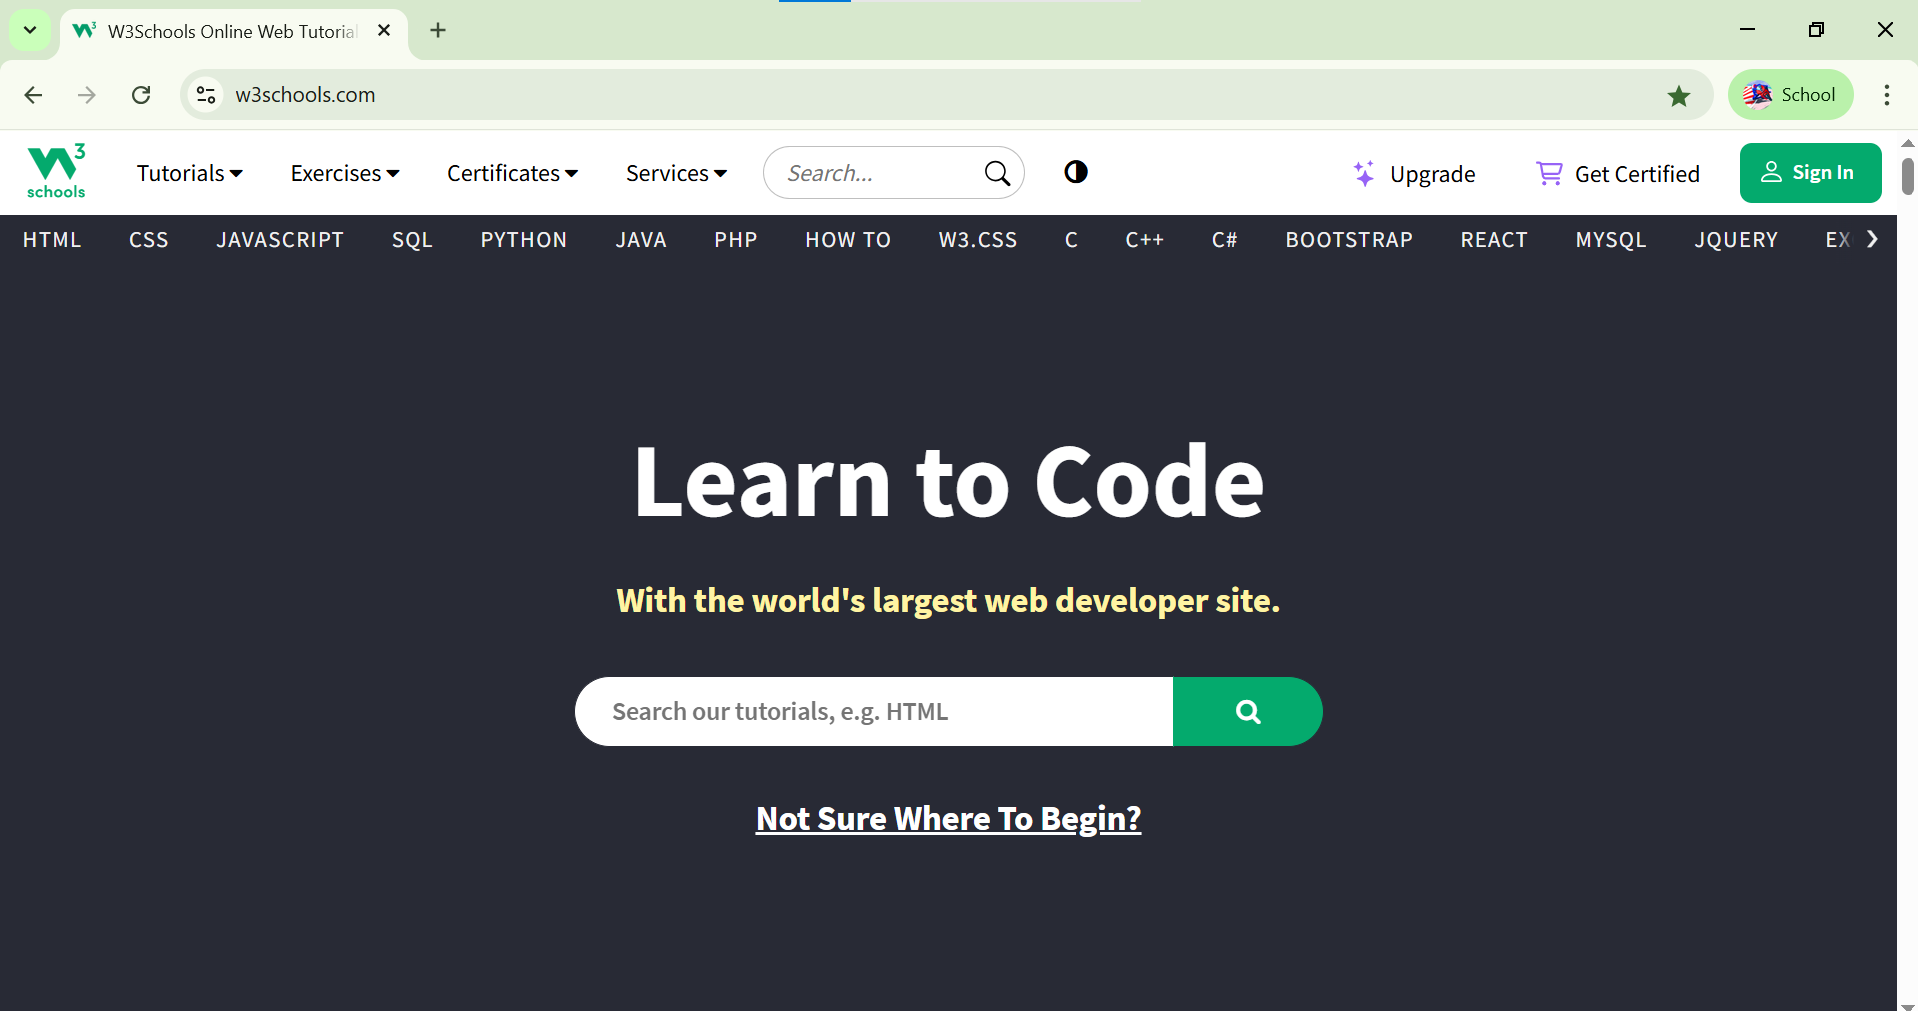 W3Schools Online Web Tutorial
w3schools.com
School
W3 schools
Tutorials
Exercises
Certificates
Services
Search...
Upgrade
Get Certified
Sign In
HTML CSS JAVASCRIPT SQL PYTHON JAVA PHP HOW TO W3.CSS C C++ C# BOOTSTRAP REACT MYSQL JQUERY EX
Learn to Code
With the world's largest web developer site.
Search our tutorials, e.g. HTML
Not Sure Where To Begin?